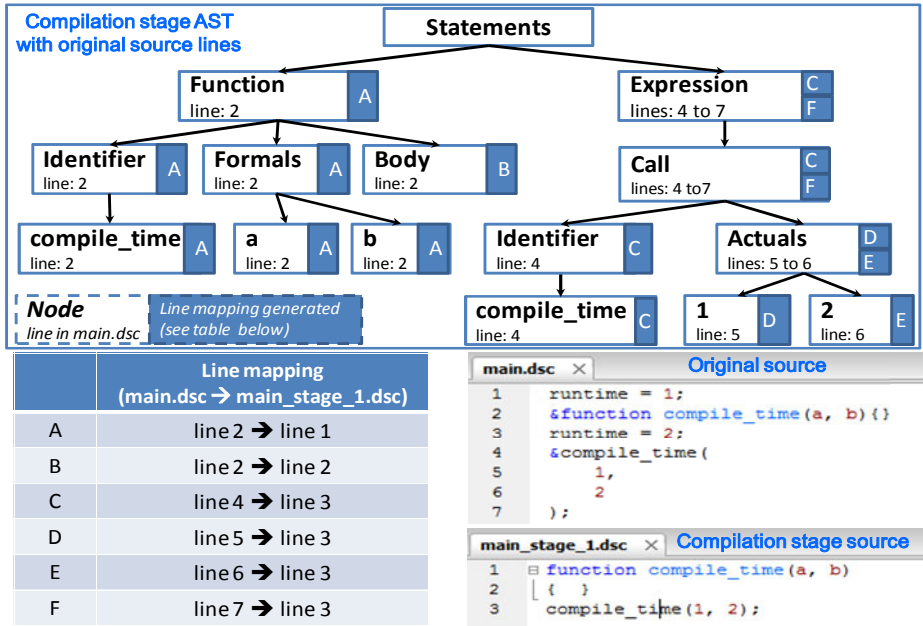 Compilation stage AST
with original source lines
Statements
Function
line: 2
A
Expression
lines: 4 to 7
C
F
Identifier
line: 2
A
Formals
line: 2
A
Body
line: 2
B
Call
lines: 4 to7
C
F
compile_time
line: 2
A
a
line: 2
A
b
line: 2
A
Identifier
line: 4
C
Actuals
lines: 5 to 6
D
E
Node
line in main.dsc
Line mapping generated
(see table below)
compile_time
line: 4
C
1
line: 5
D
2
line: 6
E
Line mapping
(main.dsc → main_stage_1.dsc)
A line 2 → line 1
B line 2 → line 2
C line 4 → line 3
D line 5 → line 3
E line 6 → line 3
F line 7 → line 3
main.dsc × Original source
1 runtime = 1;
2 &function compile_time(a, b){}
3 runtime = 2;
4 &compile_time(
5 1,
6 2
7 );
main_stage_1.dsc × Compilation stage source
1 function compile_time(a, b)
2 { }
3 compile_time(1, 2);